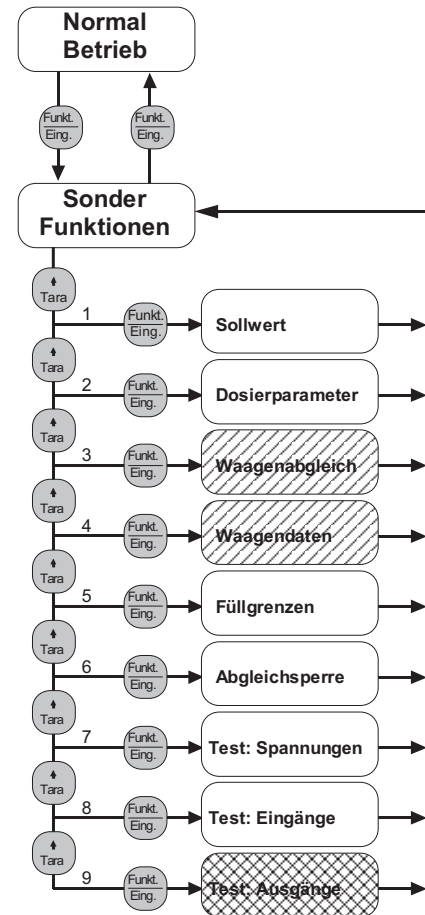 Normal
Betrieb
Funkt.
Eing.
Funkt.
Eing.
Sonder
Funktionen
Tara
1
Funkt.
Eing.
Sollwert
Tara
2
Funkt.
Eing.
Dosierparameter
Tara
3
Funkt.
Eing.
Waagenabgleich
Tara
4
Funkt.
Eing.
Waagendaten
Tara
5
Funkt.
Eing.
Füllgrenzen
Tara
6
Funkt.
Eing.
Abgleichsperre
Tara
7
Funkt.
Eing.
Test: Spannungen
Tara
8
Funkt.
Eing.
Test: Eingänge
Tara
9
Funkt.
Eing.
Test: Ausgänge